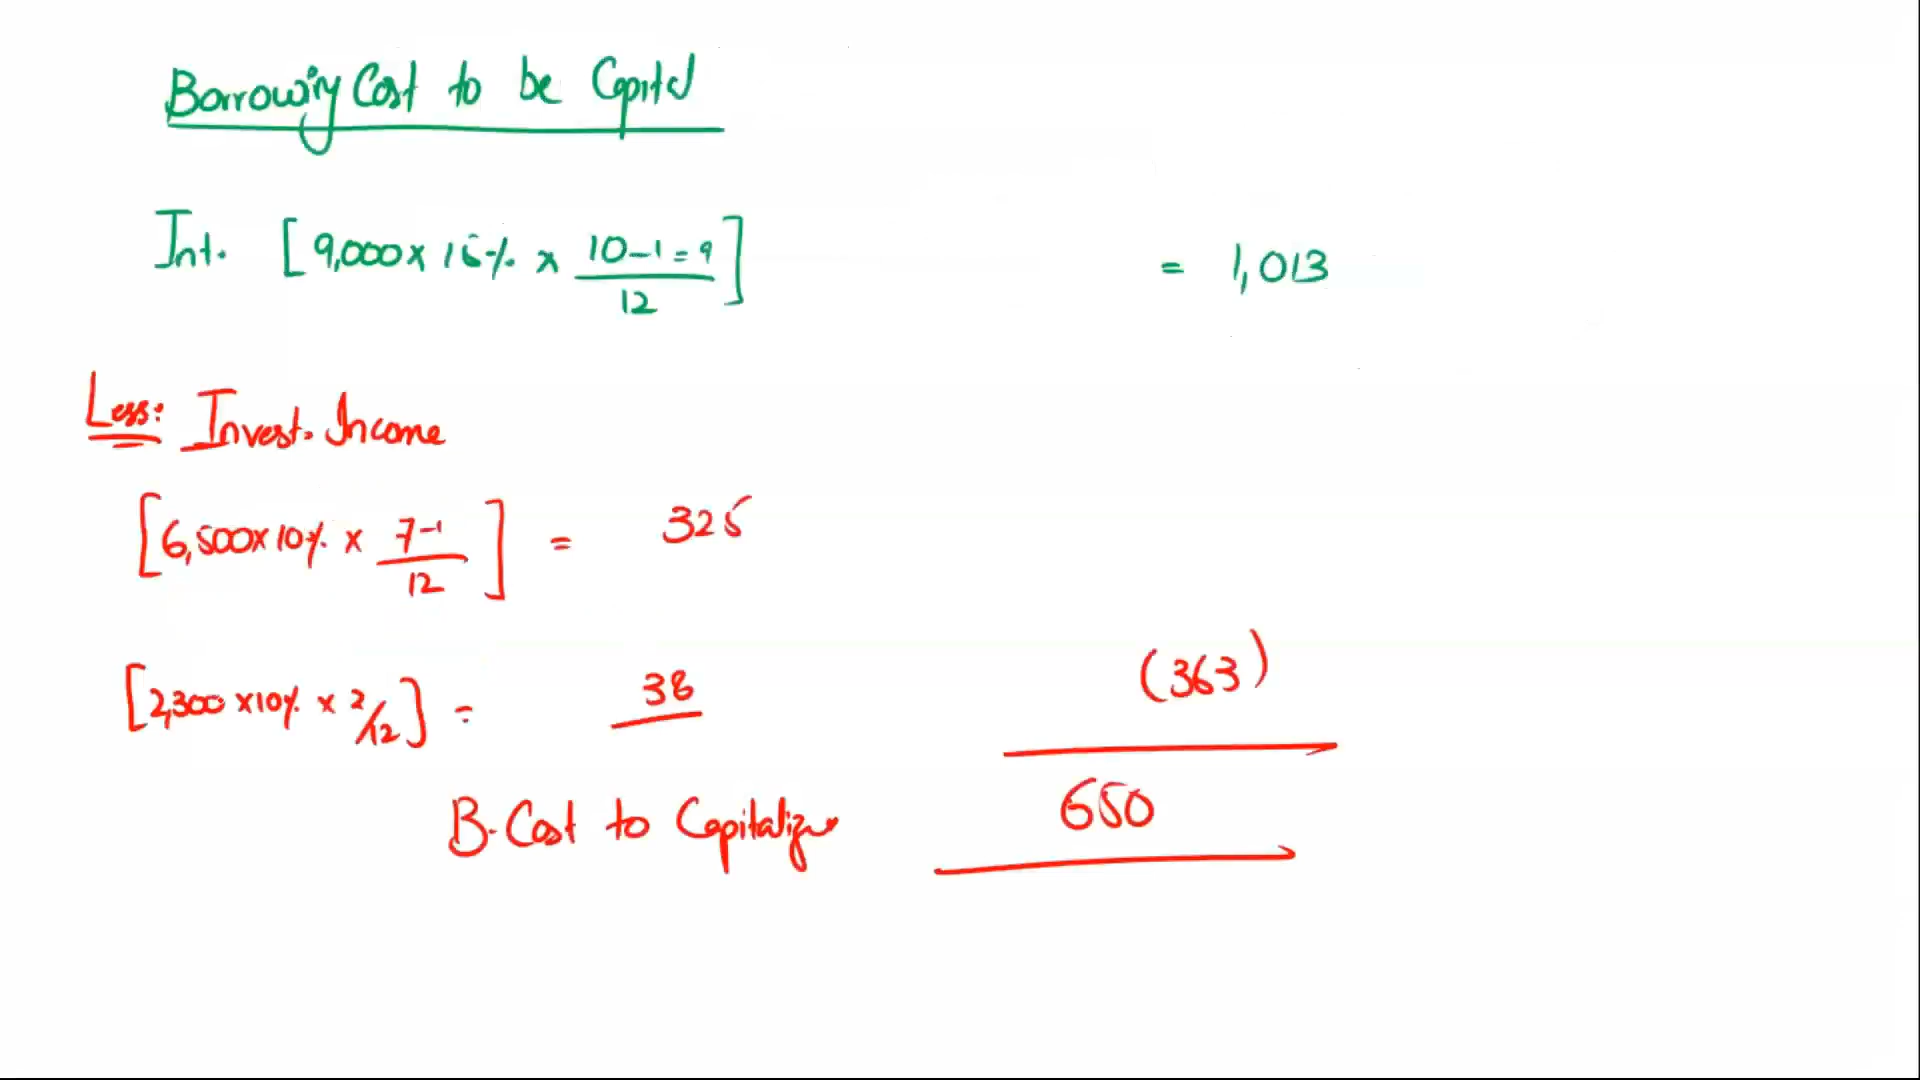 Borrowing Cost to be Capital
Int. [9,000 x 15% x 10-1=9/12] = 1,013
Less: Invest. Income
[6,500 x 10% x 7-1/12] = 325
[2,300 x 10% x 2/12] = 38 (363)
B. Cost to Capitalize 650